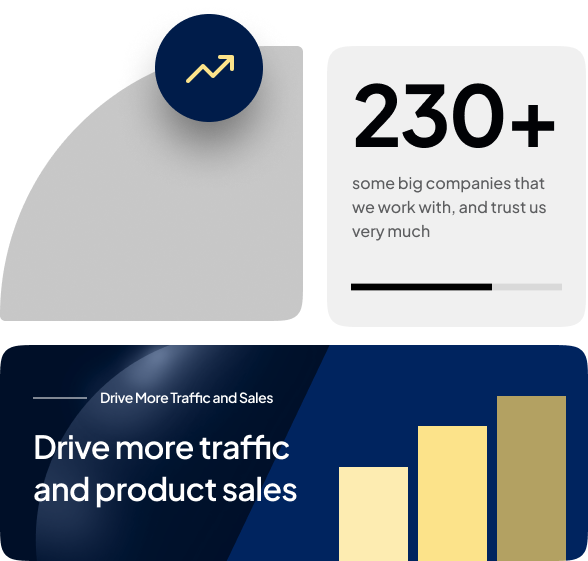 230+
some big companies that
we work with, and trust us
very much
Drive More Traffic and Sales
Drive more traffic
and product sales